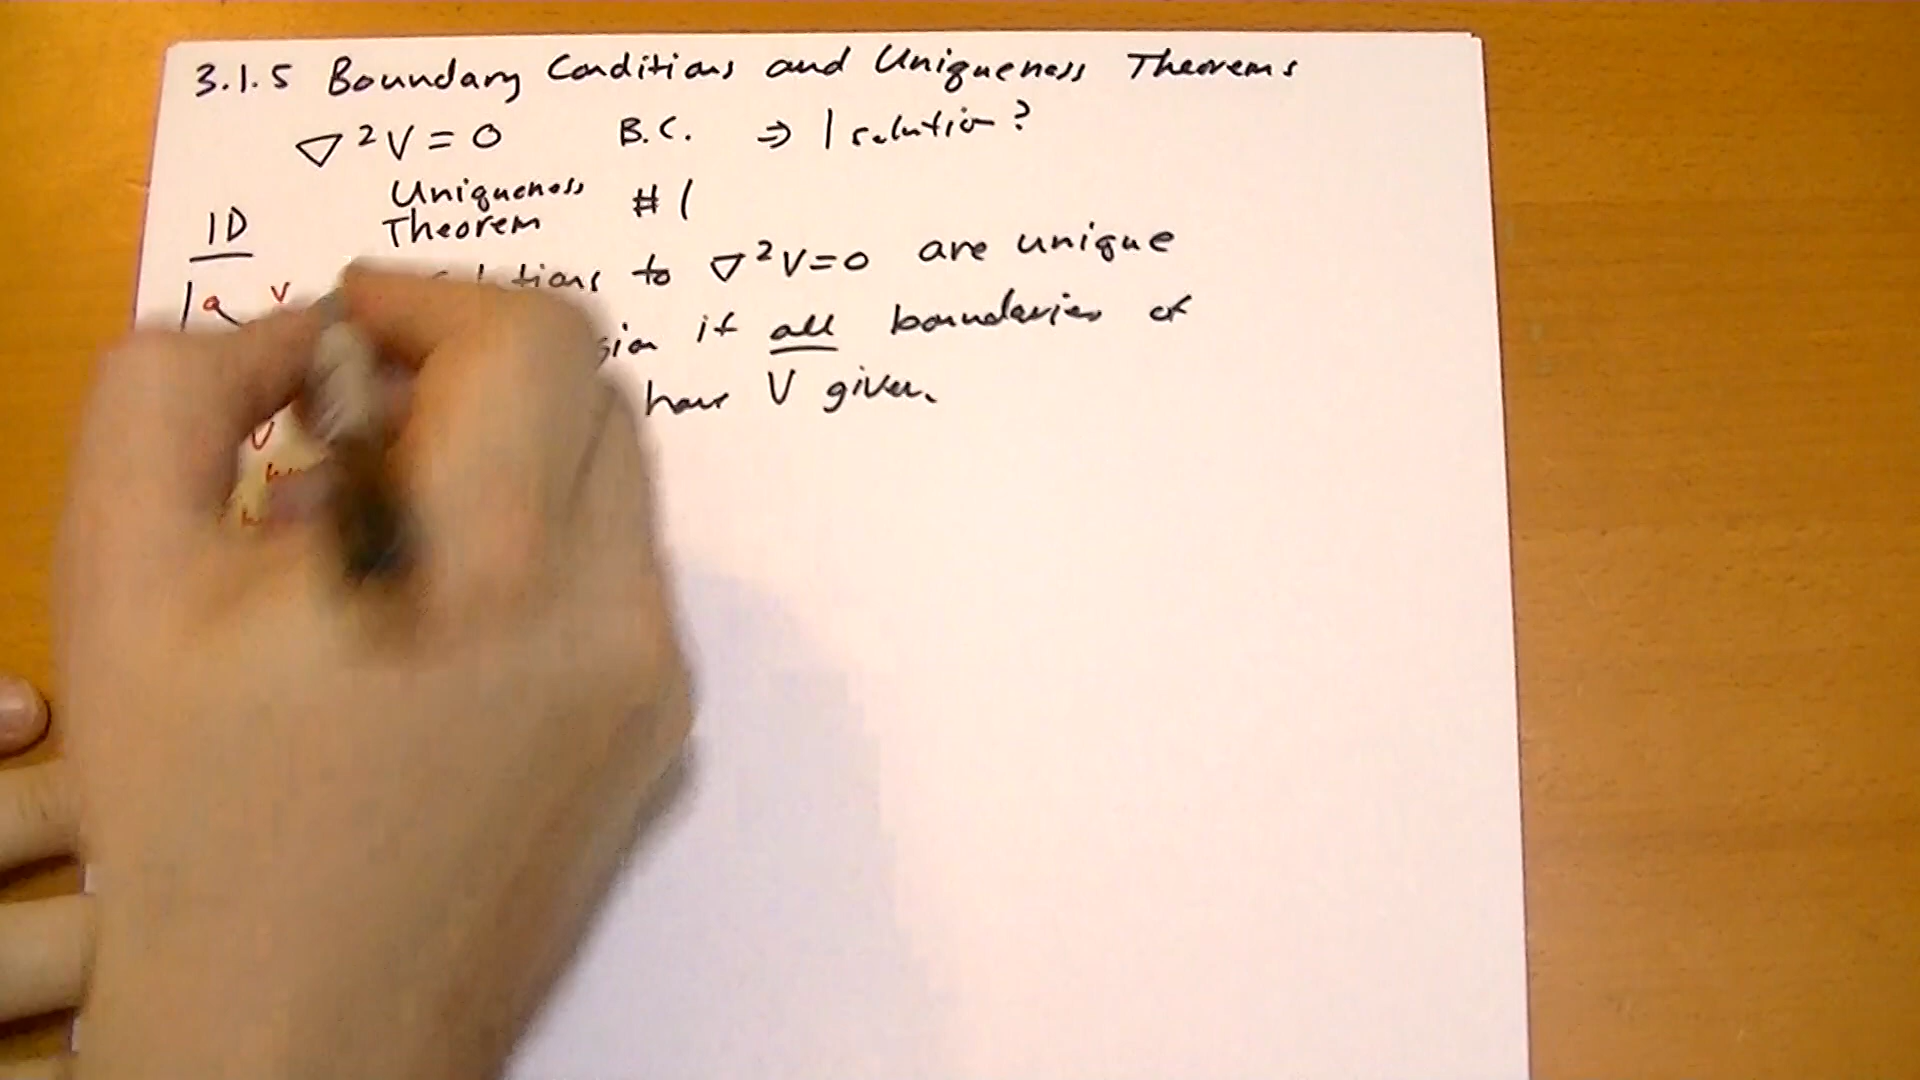 3.1.5 Boundary Conditions and Uniqueness Theorems
∇²V = 0 B.C. ⇒ 1 solution?
Uniqueness
Theorem #1
1D
to ∇²V=0 are unique
a V
if all boundaries of
have V given.
V